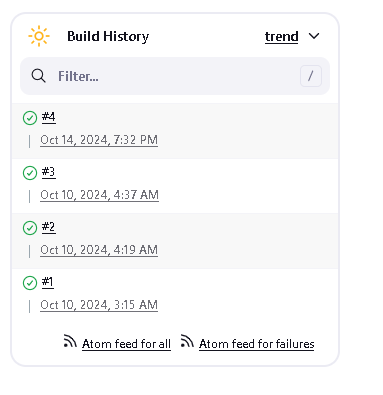 Build History trend
Filter... /
#4
Oct 14, 2024, 7:32 PM
#3
Oct 10, 2024, 4:37 AM
#2
Oct 10, 2024, 4:19 AM
#1
Oct 10, 2024, 3:15 AM
Atom feed for all Atom feed for failures